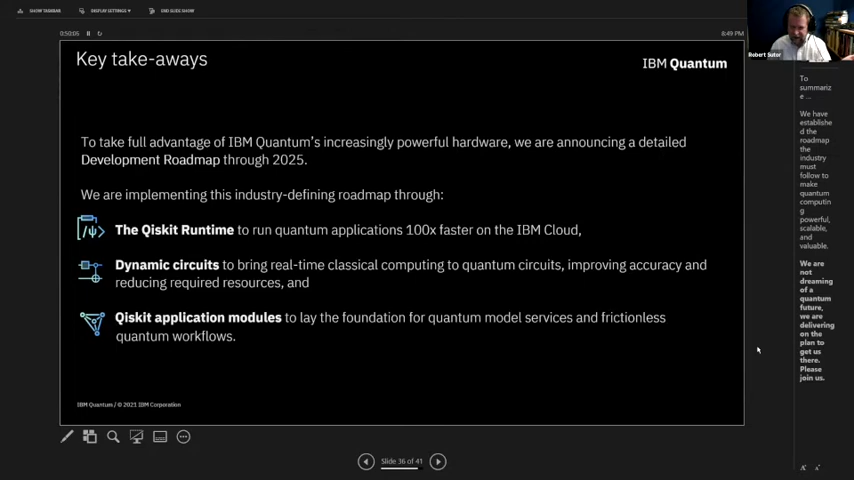 SHOW TASKBAR
DISPLAY SETTINGS
END SLIDE SHOW
0:50:05
8:49 PM
Robert Sutor
Key take-aways
IBM Quantum
To take full advantage of IBM Quantum's increasingly powerful hardware, we are announcing a detailed
Development Roadmap through 2025.
We are implementing this industry-defining roadmap through:
The Qiskit Runtime to run quantum applications 100x faster on the IBM Cloud,
Dynamic circuits to bring real-time classical computing to quantum circuits, improving accuracy and
reducing required resources, and
Qiskit application modules to lay the foundation for quantum model services and frictionless
quantum workflows.
IBM Quantum / © 2021 IBM Corporation
Slide 36 of 41
To
summariz
e ...
We have
establishe
d the
roadmap
the
industry
must
follow to
make
quantum
computin
g
powerful,
scalable,
and
valuable.
We are
not
dreaming
of a
quantum
future,
we are
delivering
on the
plan to
get us
there.
Please
join us.
A A